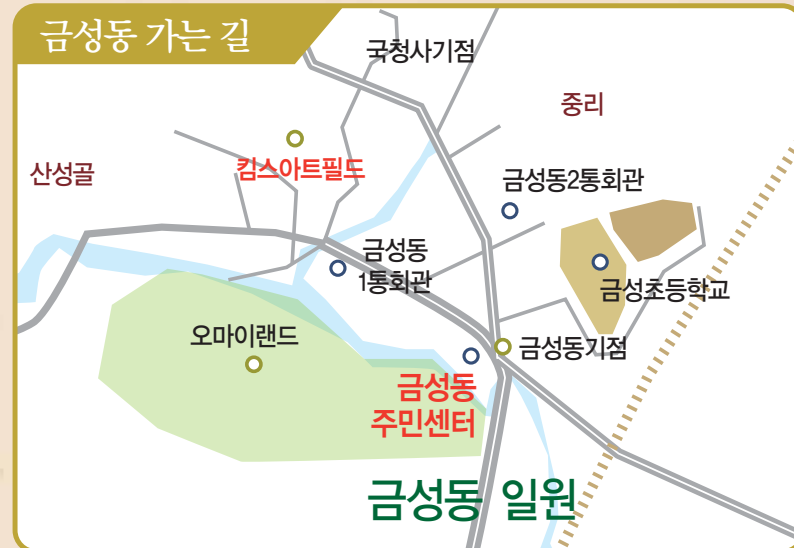 금성동 가는 길
국청사기점
중리
산성골
킴스아트필드
금성동2통회관
금성동
1통회관
금성초등학교
오마이랜드
금성동기점
금성동
주민센터
금성동 일원